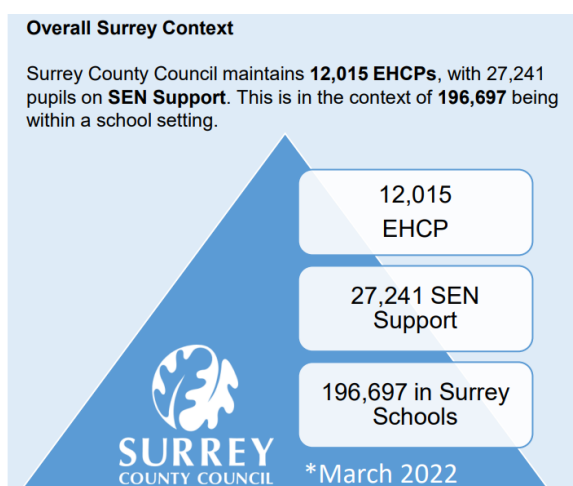 Overall Surrey Context
Surrey County Council maintains 12,015 EHCPs, with 27,241
pupils on SEN Support. This is in the context of 196,697 being
within a school setting.
12,015
EHCP
27,241 SEN
Support
196,697 in Surrey
Schools
SURREY
COUNTY COUNCIL
*March 2022